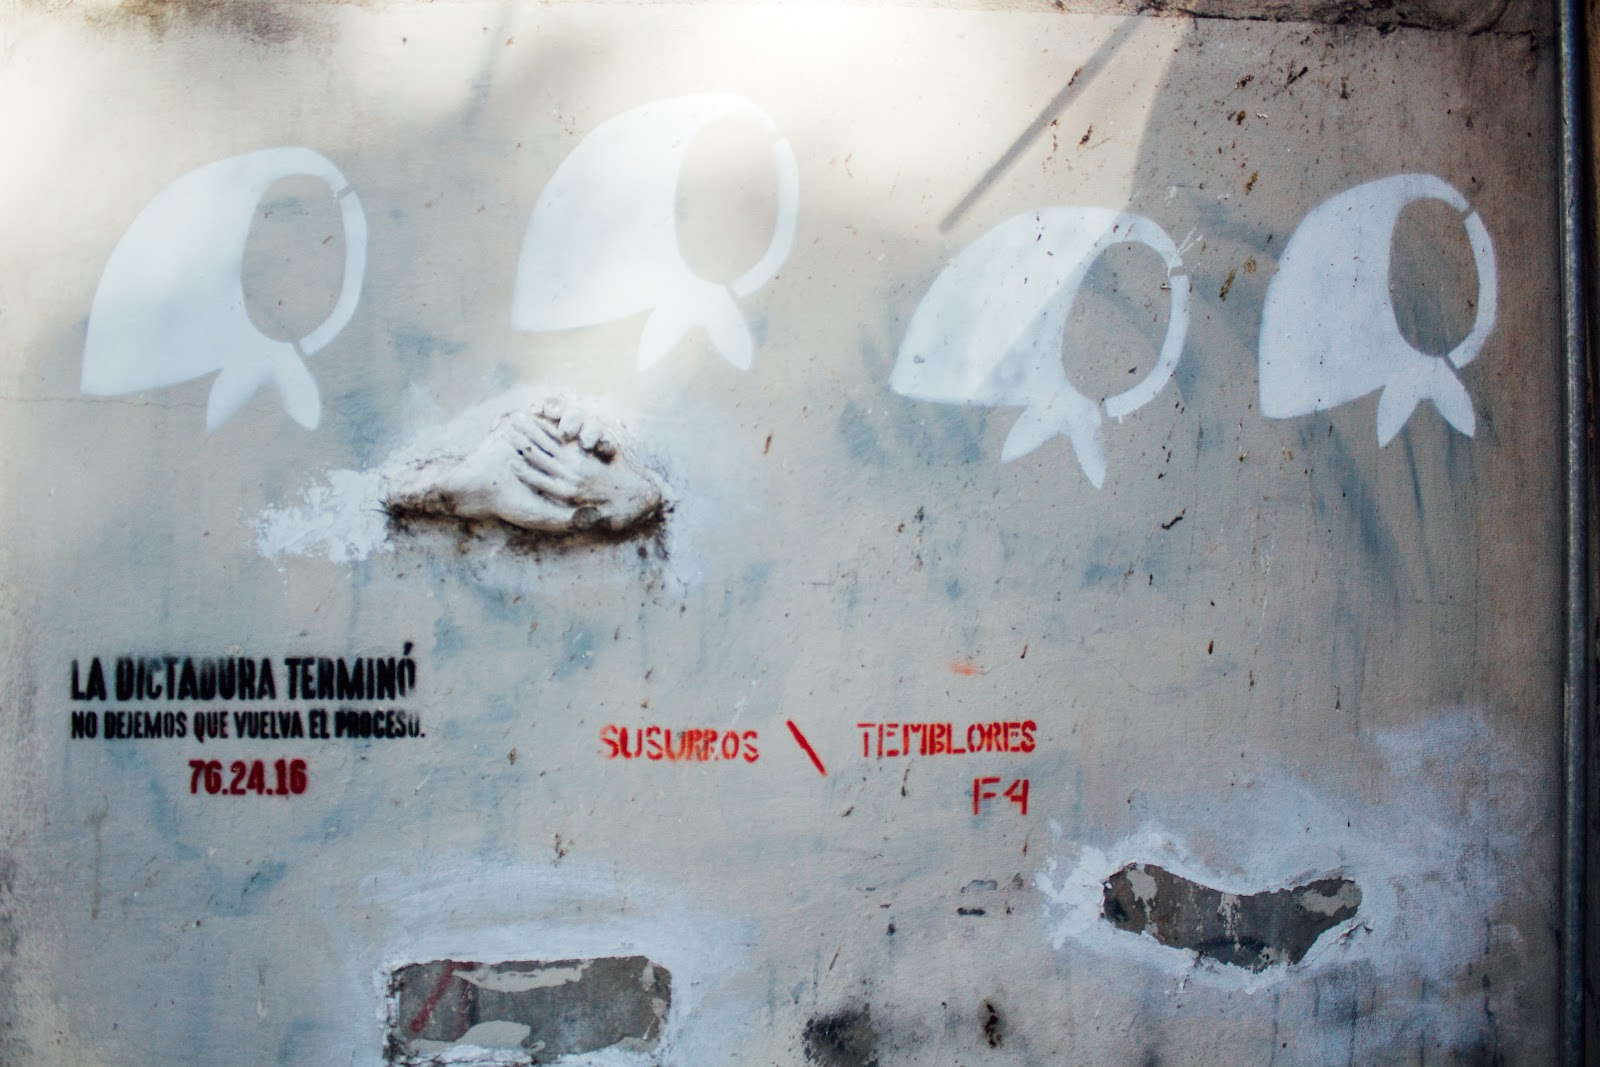 LA DICTADURA TERMINÓ
NO DEJEMOS QUE VUELVA EL PROCESO.
76.24.16
SUSURROS \ TEMBLORES
F4